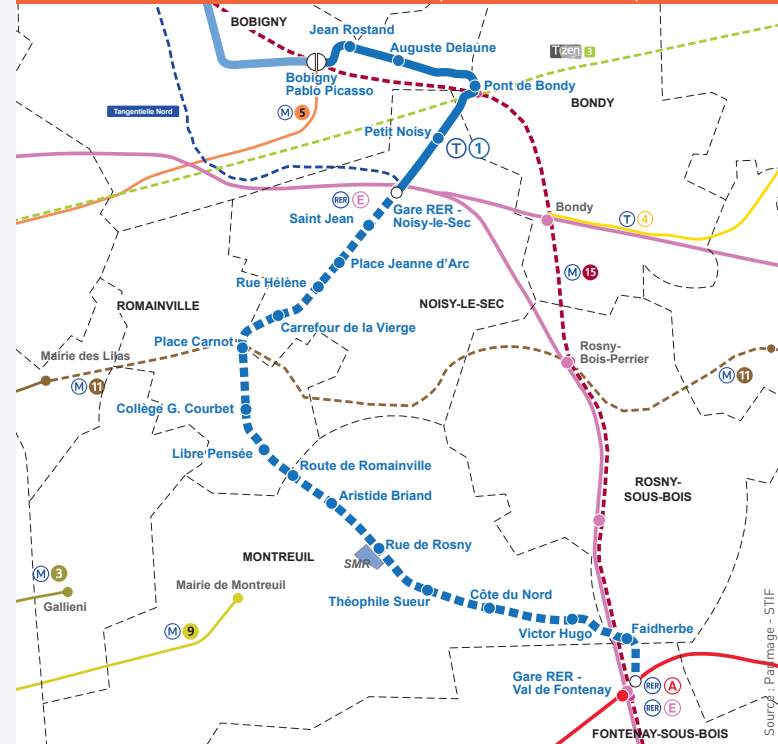 BOBIGNY
Jean Rostand
Auguste Delaune
Tzen 3
Bobigny
Pablo Picasso
Pont de Bondy
BONDY
Tangentielle Nord
M 5
Petit Noisy
T 1
RER E
Gare RER -
Noisy-le-Sec
Saint Jean
Bondy
T 4
Place Jeanne d'Arc
M 15
Rue Hélène
ROMAINVILLE
NOISY-LE-SEC
Carrefour de la Vierge
Place Carnot
Mairie des Lilas
Rosny-
Bois-Perrier
M 11
M 11
Collège G. Courbet
Libre Pensée
Route de Romainville
ROSNY-
SOUS-BOIS
Aristide Briand
Rue de Rosny
MONTREUIL
SMR
M 3
Mairie de Montreuil
Gallieni
Théophile Sueur
Côte du Nord
M 9
Victor Hugo
Faidherbe
Gare RER -
Val de Fontenay
RER A
RER E
FONTENAY-SOUS-BOIS
Source : Par Image - STIF